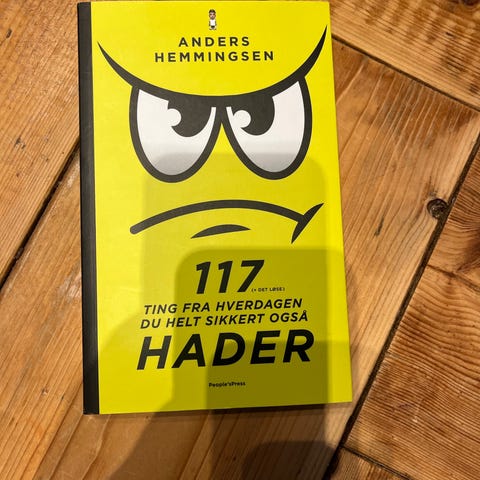 ANDERS
HEMMINGSEN
117 (+ DET LØSE)
TING FRA HVERDAGEN
DU HELT SIKKERT OGSÅ
HADER
People'sPress